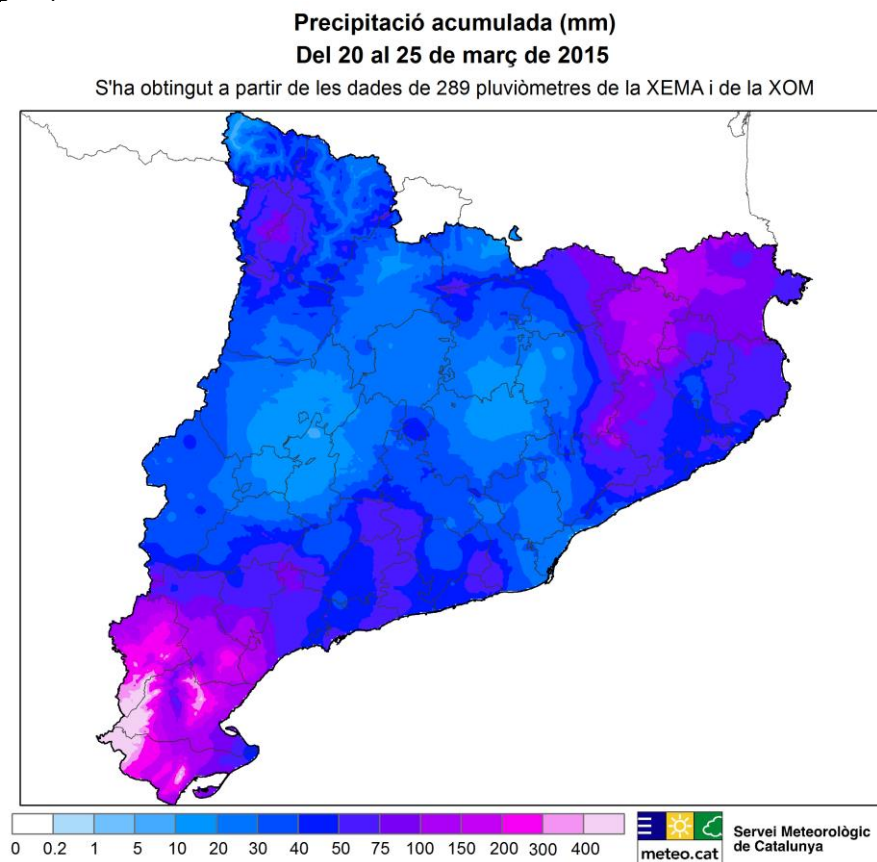 Precipitació acumulada (mm)
Del 20 al 25 de març de 2015
S'ha obtingut a partir de les dades de 289 pluviòmetres de la XEMA i de la XOM
0 0.2 1 5 10 20 30 40 50 75 100 150 200 300 400
meteo.cat
Servei Meteorològic
de Catalunya